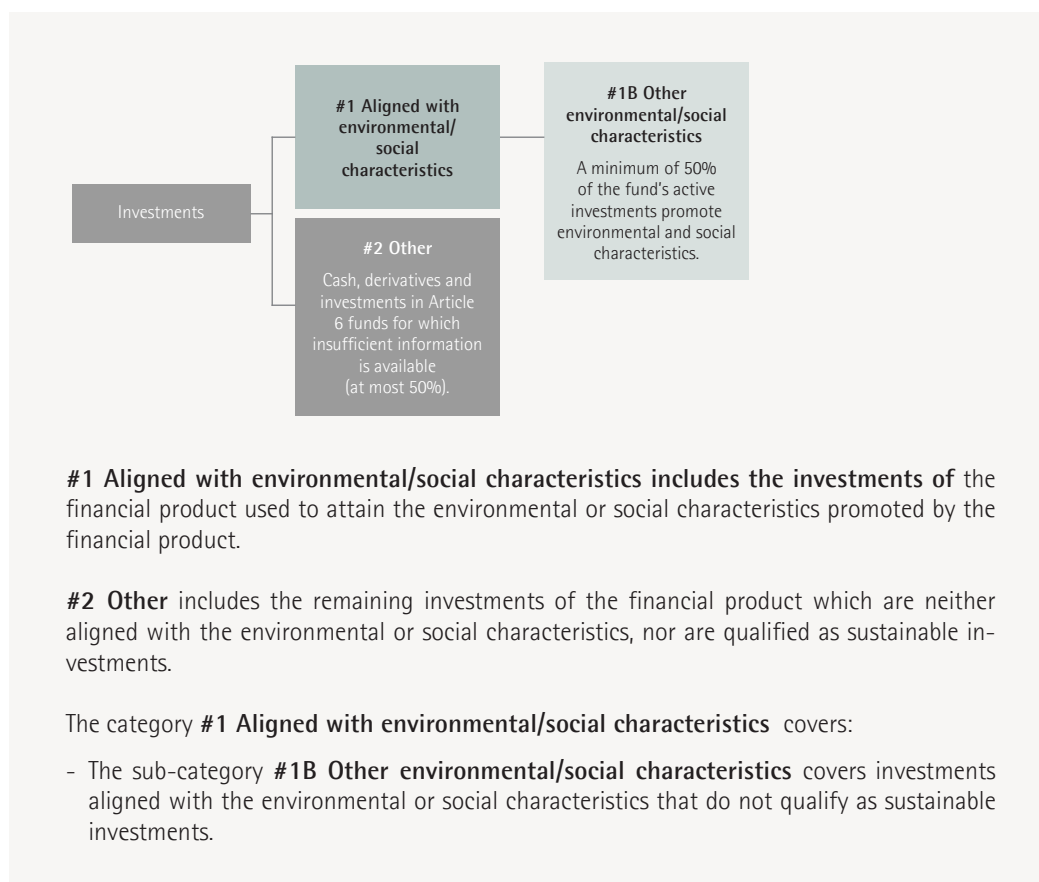 Investments
#1 Aligned with
environmental/
social
characteristics
#1B Other
environmental/social
characteristics
A minimum of 50%
of the fund's active
investments promote
environmental and social
characteristics.
#2 Other
Cash, derivatives and
investments in Article
6 funds for which
insufficient information
is available
(at most 50%).
#1 Aligned with environmental/social characteristics includes the investments of the
financial product used to attain the environmental or social characteristics promoted by the
financial product.
#2 Other includes the remaining investments of the financial product which are neither
aligned with the environmental or social characteristics, nor are qualified as sustainable in-
vestments.
The category #1 Aligned with environmental/social characteristics covers:
- The sub-category #1B Other environmental/social characteristics covers investments
aligned with the environmental or social characteristics that do not qualify as sustainable
investments.